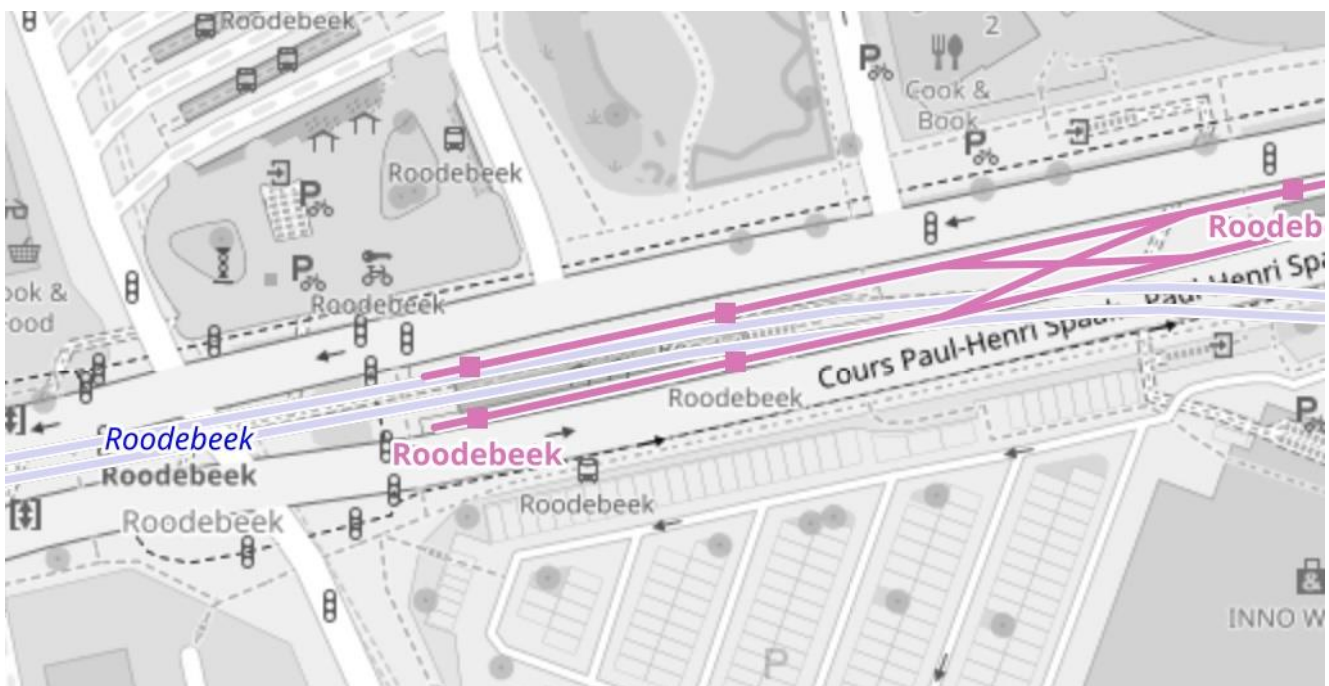 Roodebeek
2
Cook &
Book
Roodebeek
Roodeb
ook &
ood
Roodebeek
Paul-Henri Spa
Cours Paul-Henri Spaak
Roodebeek
Roodebeek
Roodebeek
Roodebeek
Roodebeek
Roodebeek
INNO W